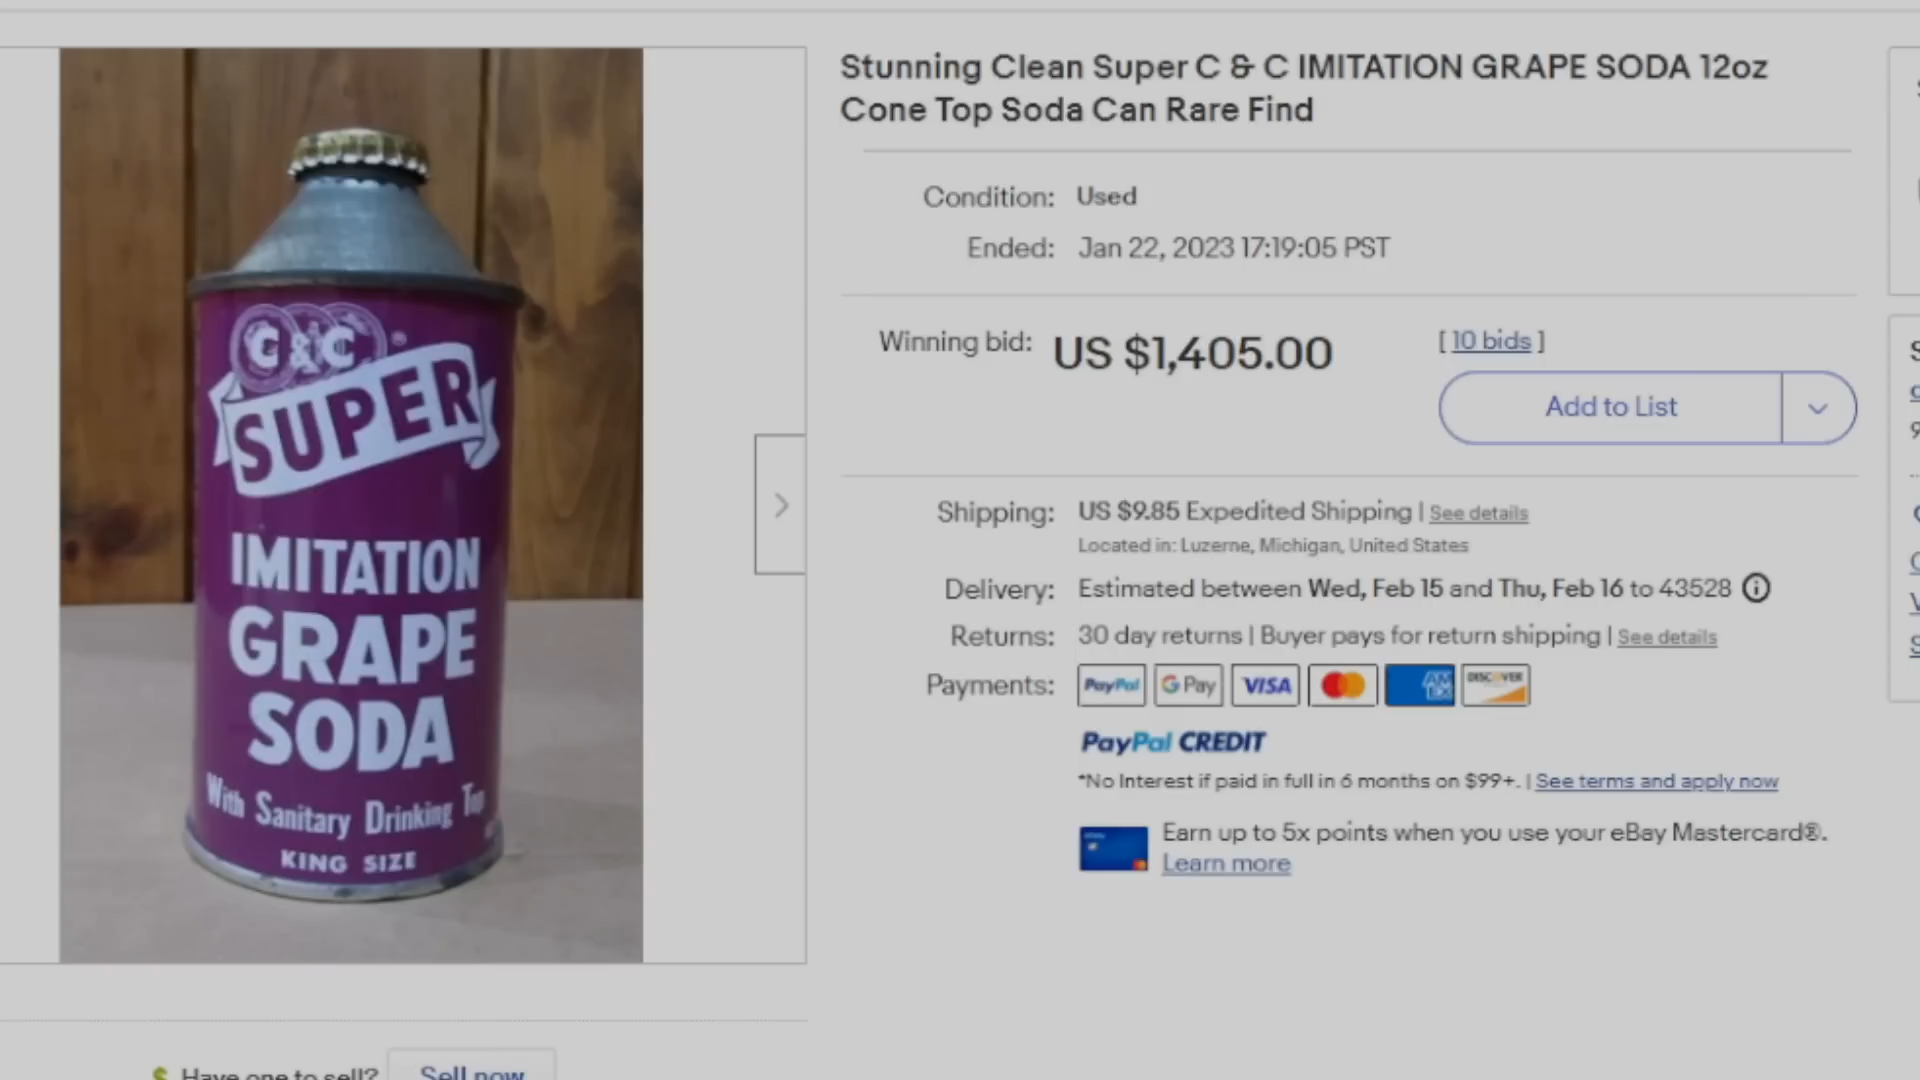 Stunning Clean Super C & C IMITATION GRAPE SODA 12oz
Cone Top Soda Can Rare Find
Condition: Used
Ended: Jan 22, 2023 17:19:05 PST
Winning bid: US $1,405.00 [ 10 bids ]
Add to List
Shipping: US $9.85 Expedited Shipping | See details
Located in: Luzerne, Michigan, United States
Delivery: Estimated between Wed, Feb 15 and Thu, Feb 16 to 43528
Returns: 30 day returns | Buyer pays for return shipping | See details
Payments: PayPal G Pay VISA AM EX DISCOVER
PayPal CREDIT
*No Interest if paid in full in 6 months on $99+. | See terms and apply now
Earn up to 5x points when you use your eBay Mastercard®.
Learn more
C & C ®
SUPER
IMITATION
GRAPE
SODA
With Sanitary Drinking Top
KING SIZE
Have one to sell? Sell now